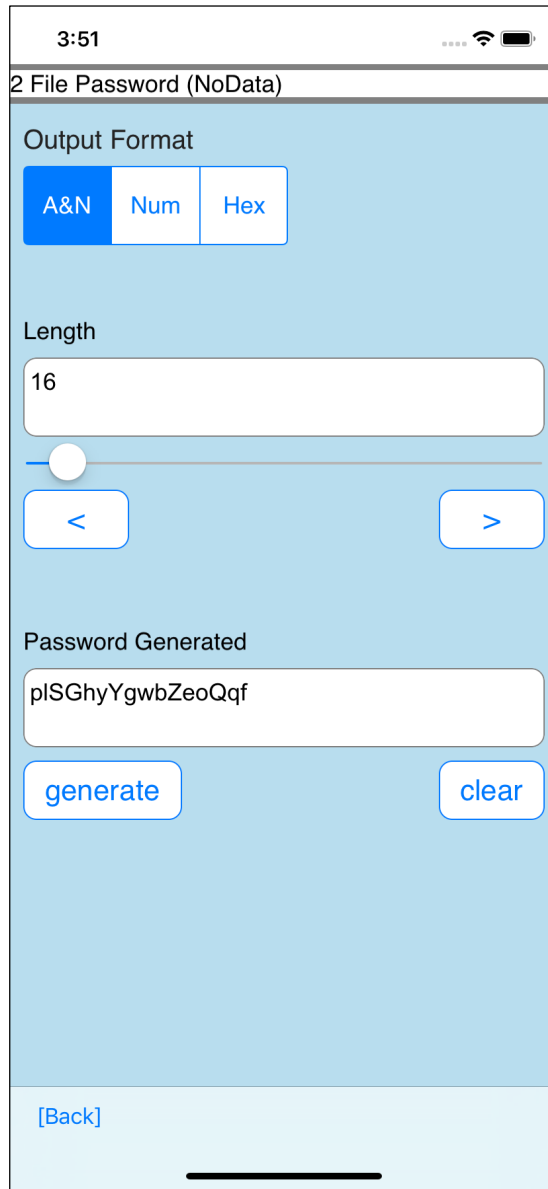 3:51
2 File Password (NoData)
Output Format
A&N Num Hex
Length
16
< >
Password Generated
plSGhyYgwbZeoQqf
generate clear
[Back]